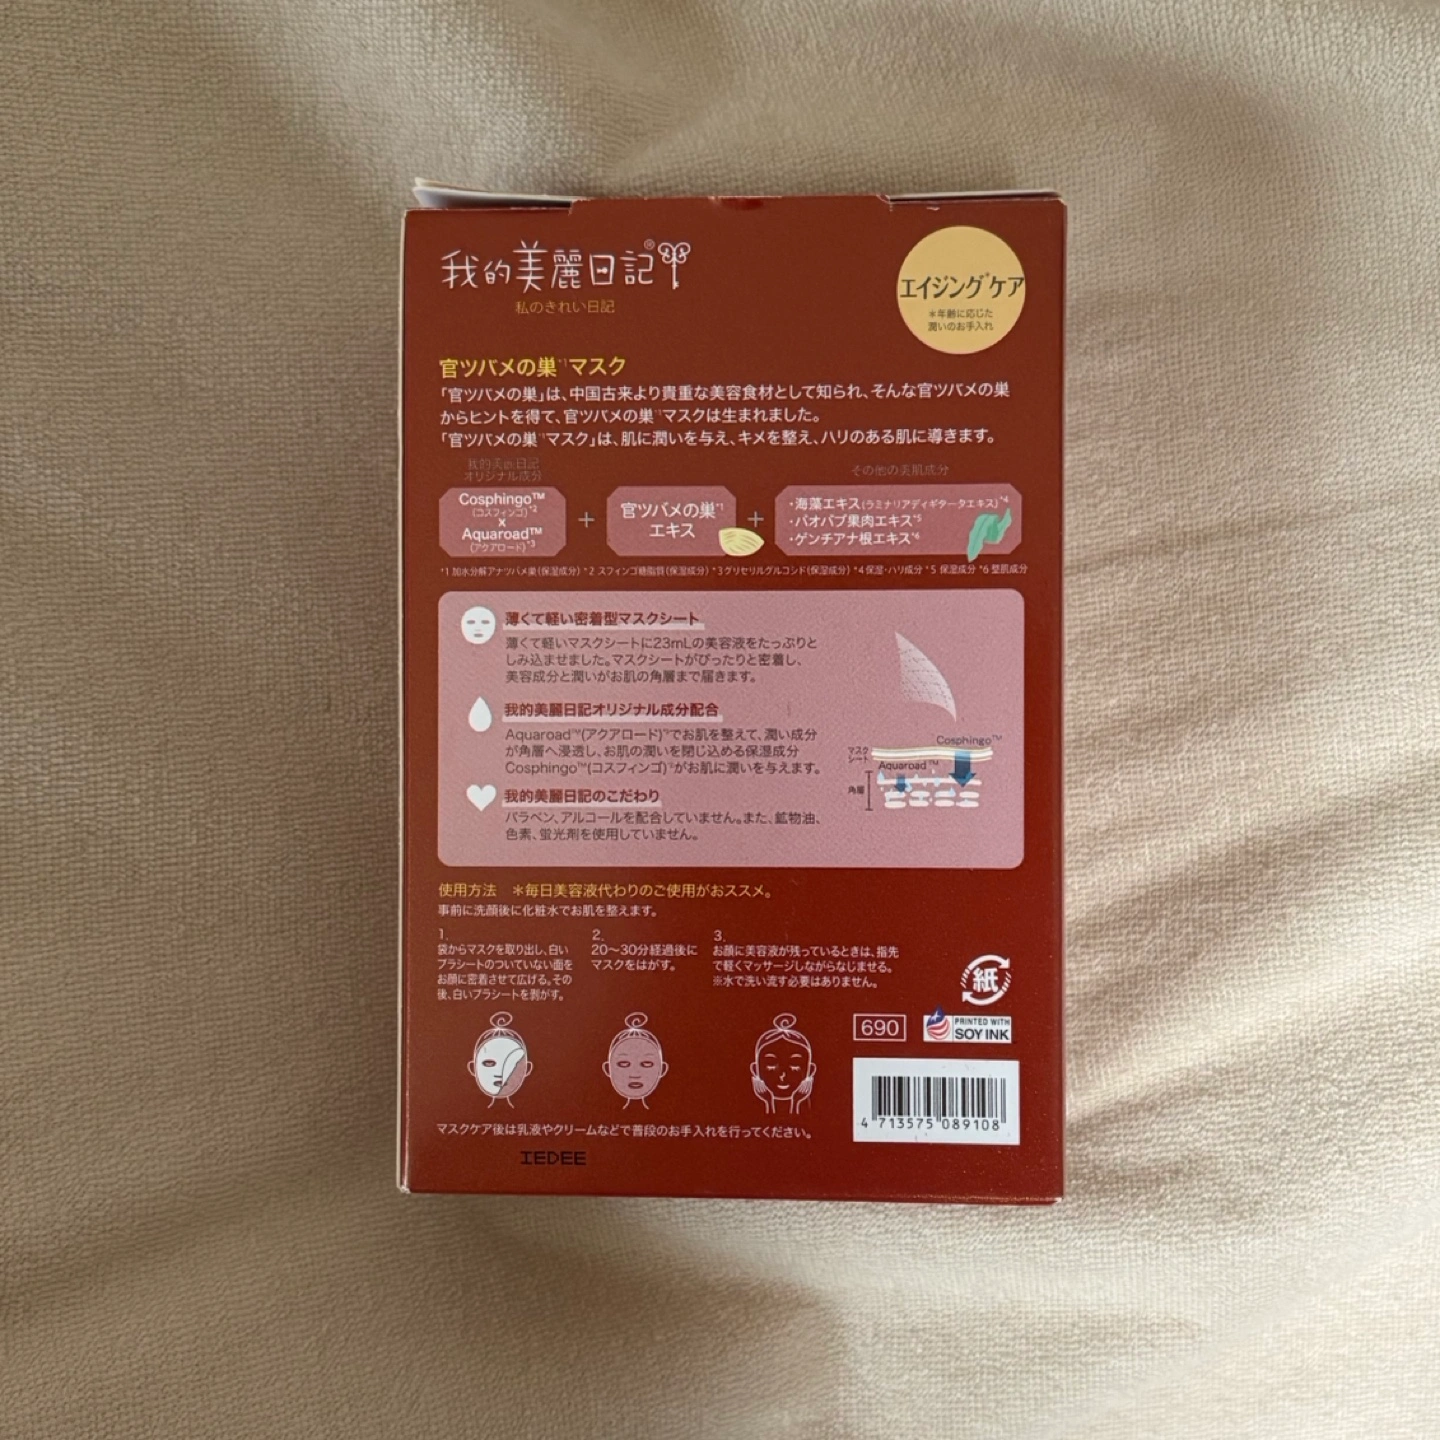 我的美麗日記®
私のきれい日記
エイジング*ケア
＊年齢に応じた
潤いのお手入れ
官ツバメの巣*1マスク
「官ツバメの巣」は、中国古来より貴重な美容食材として知られ、そんな官ツバメの巣
からヒントを得て、官ツバメの巣*1マスクは生まれました。
「官ツバメの巣*1マスク」は、肌に潤いを与え、キメを整え、ハリのある肌に導きます。
我的美麗日記
オリジナル成分
Cosphingo™
(コスフィンゴ)*2
x
Aquaroad™
(アクアロード)*3
+
官ツバメの巣*1
エキス
+
その他の美肌成分
・海藻エキス(ラミナリアディギタータエキス)*4
・バオバブ果肉エキス*5
・ゲンチアナ根エキス*6
*1 加水分解アナツバメ巣(保湿成分) *2 スフィンゴ糖脂質(保湿成分) *3グリセリルグルコシド(保湿成分) *4 保湿・ハリ成分 *5 保湿成分 *6 整肌成分
薄くて軽い密着型マスクシート
薄くて軽いマスクシートに23mLの美容液をたっぷりと
しみ込ませました。マスクシートがぴったりと密着し、
美容成分と潤いがお肌の角層まで届きます。
我的美麗日記オリジナル成分配合
Aquaroad™(アクアロード)*3でお肌を整えて、潤い成分
が角層へ浸透し、お肌の潤いを閉じ込める保湿成分
Cosphingo™(コスフィンゴ)*2がお肌に潤いを与えます。
我的美麗日記のこだわり
パラベン、アルコールを配合していません。また、鉱物油、
色素、蛍光剤を使用していません。
Cosphingo™
マスク
シート
Aquaroad™
角層
使用方法　＊毎日美容液代わりのご使用がおススメ。
事前に洗顔後に化粧水でお肌を整えます。
1.
袋からマスクを取り出し、白い
プラシートのついていない面を
お顔に密着させて広げる。その
後、白いプラシートを剥がす。
2.
20〜30分経過後に
マスクをはがす。
3.
お顔に美容液が残っているときは、指先
で軽くマッサージしながらなじませる。
※水で洗い流す必要はありません。
紙
690
PRINTED WITH
SOY INK
4 713575 089108
マスクケア後は乳液やクリームなどで普段のお手入れを行ってください。
IEDEE